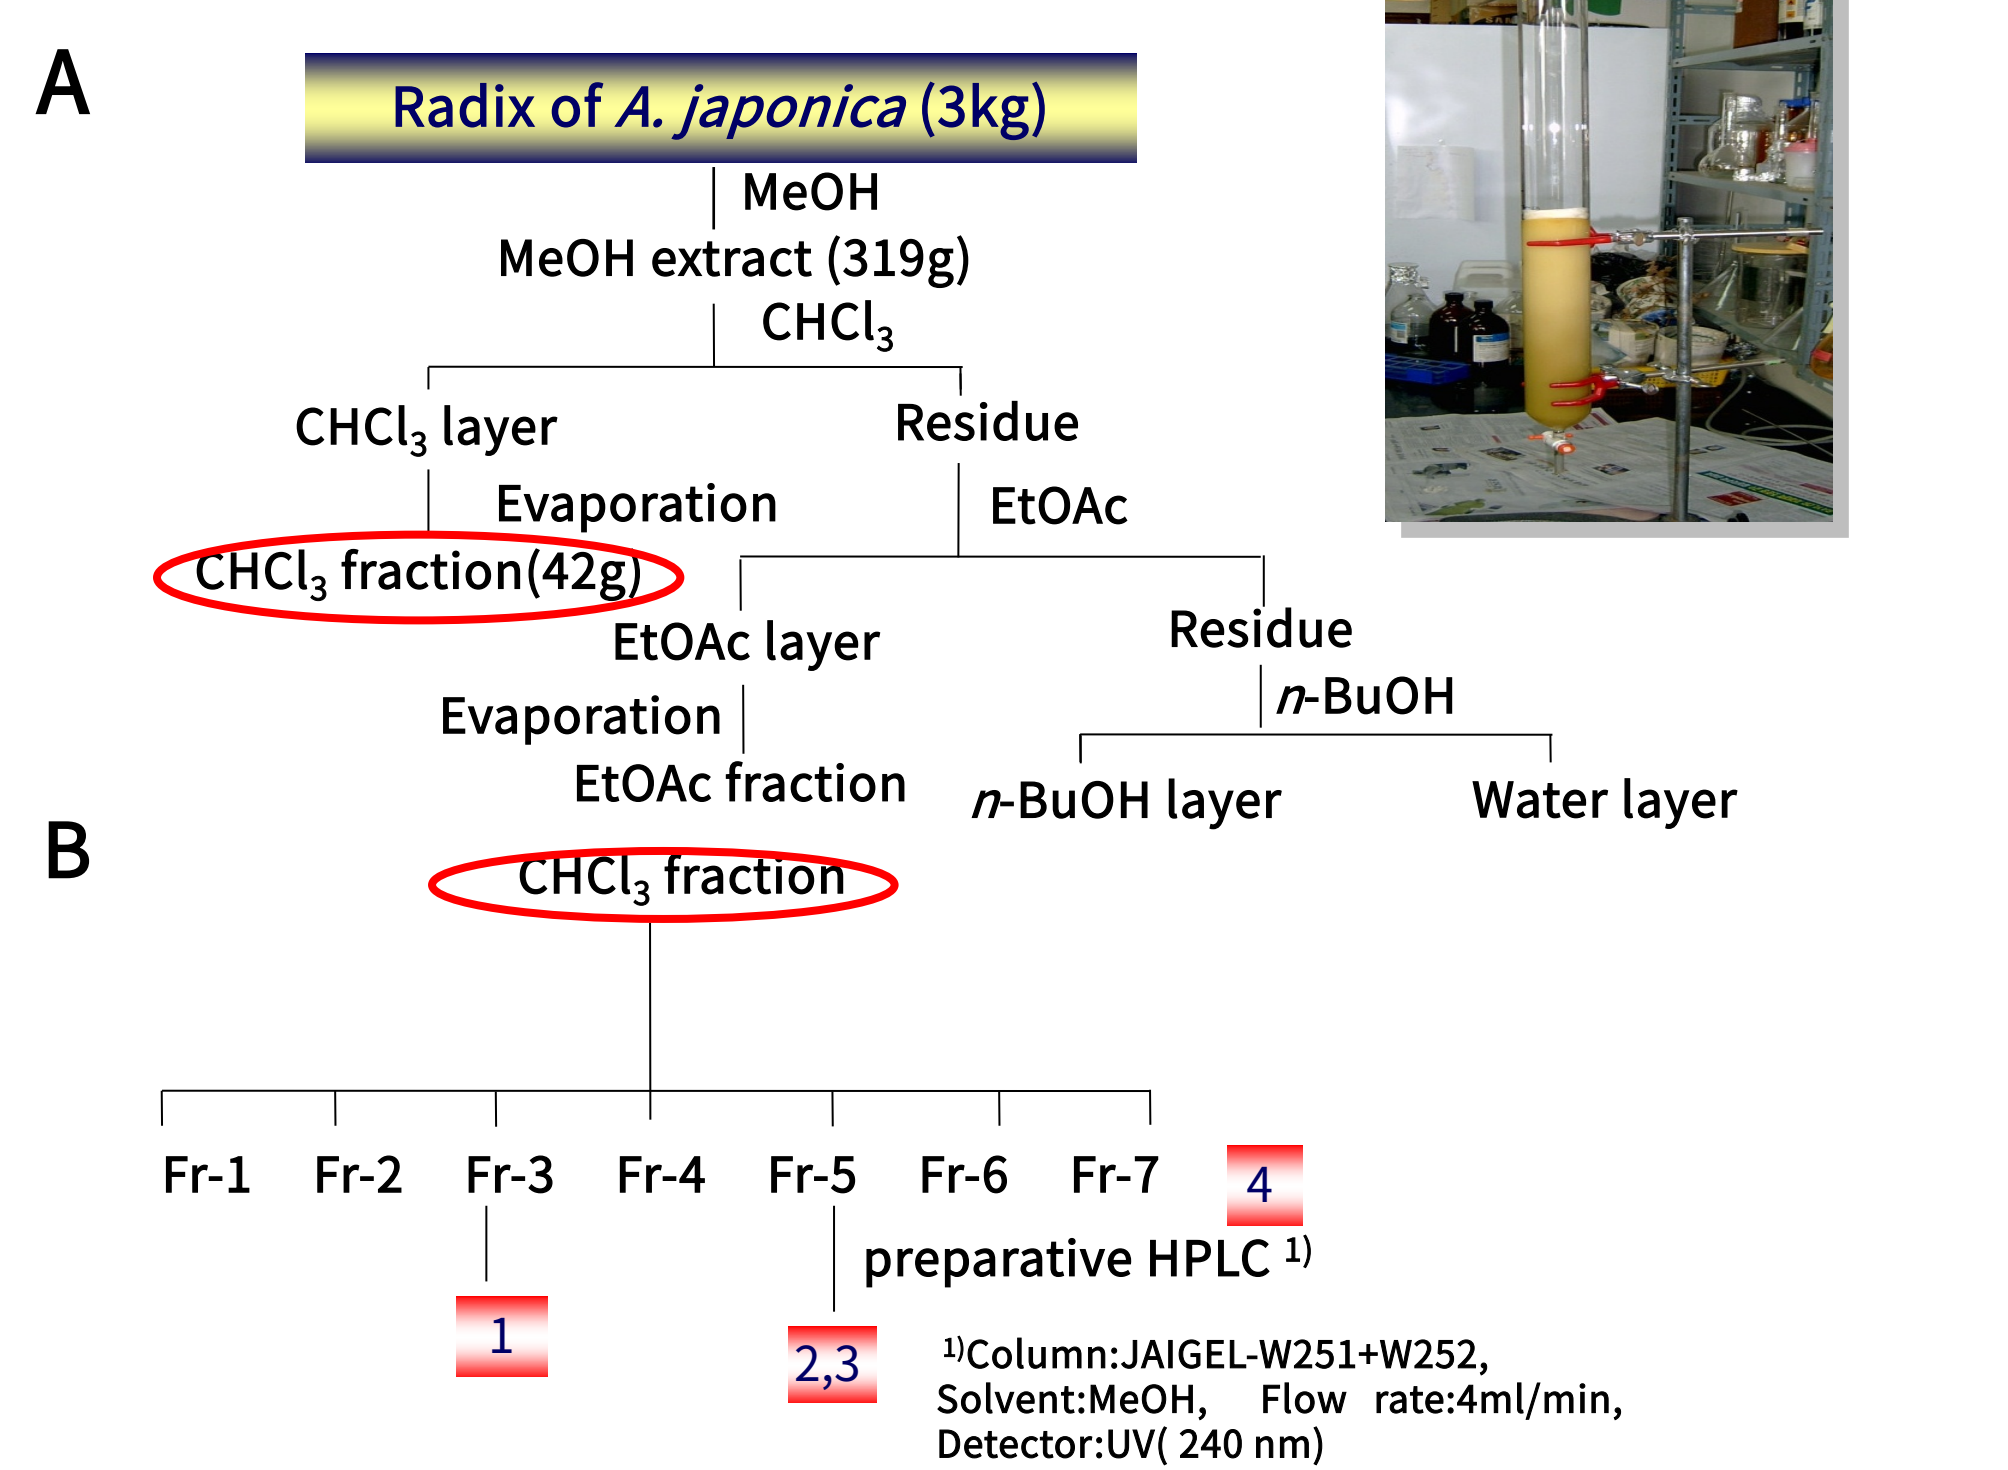 A
Radix of A. japonica (3kg)
MeOH
MeOH extract (319g)
CHCl₃
CHCl₃ layer
Residue
Evaporation
EtOAc
CHCl₃ fraction(42g)
EtOAc layer
Residue
n-BuOH
Evaporation
EtOAc fraction
n-BuOH layer
Water layer
B
CHCl₃ fraction
Fr-1 Fr-2 Fr-3 Fr-4 Fr-5 Fr-6 Fr-7
4
preparative HPLC ¹⁾
1
2,3
¹⁾Column:JAIGEL-W251+W252,
Solvent:MeOH, Flow rate:4ml/min,
Detector:UV( 240 nm)